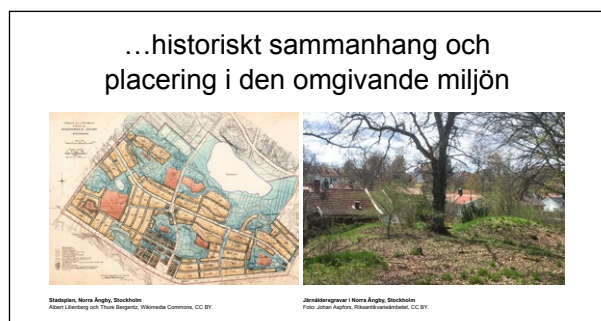 …historiskt sammanhang och
placering i den omgivande miljön
Stadsplan, Norra Ängby, Stockholm
Albert Lilienberg och Thure Bergentz, Wikimedia Commons, CC BY.
Järnåldersgravar i Norra Ängby, Stockholm
Foto: Johan Aspfors, Riksantikvarieämbetet, CC BY.